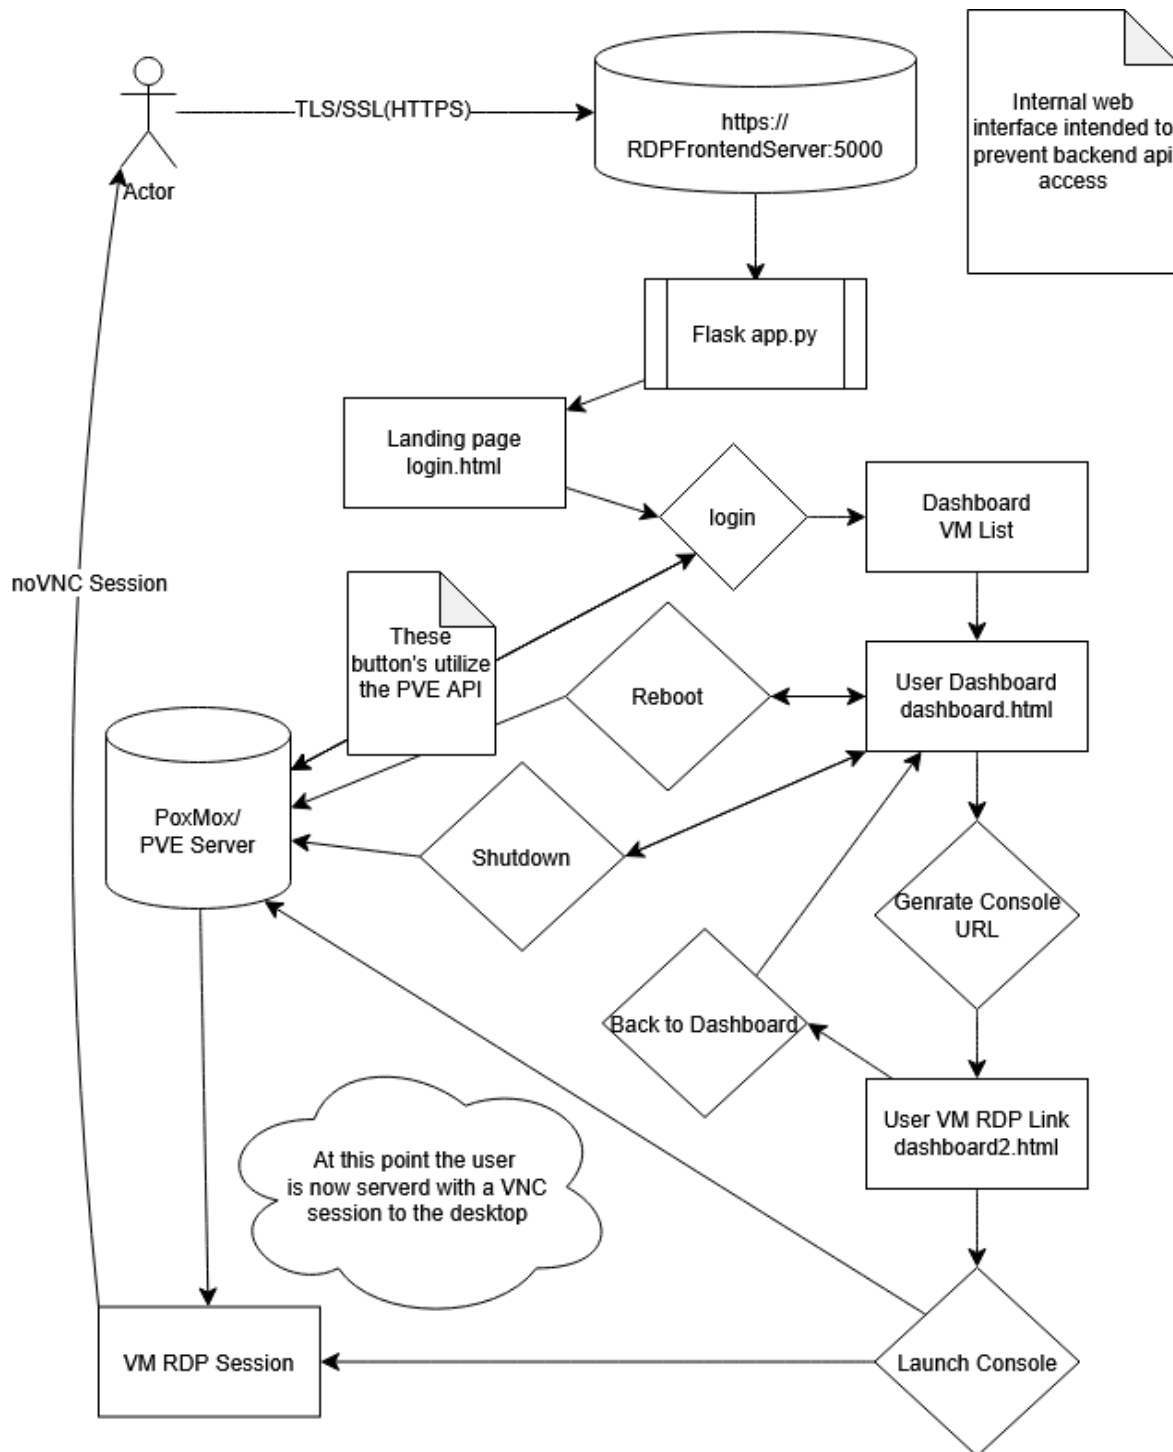 TLS/SSL(HTTPS)
https://
RDPFrontendServer:5000
Internal web
interface intended to
prevent backend api
access
Actor
Flask app.py
Landing page
login.html
login
Dashboard
VM List
noVNC Session
These
button's utilize
the PVE API
Reboot
User Dashboard
dashboard.html
PoxMox/
PVE Server
Shutdown
Genrate Console
URL
Back to Dashboard
User VM RDP Link
dashboard2.html
At this point the user
is now serverd with a VNC
session to the desktop
VM RDP Session
Launch Console